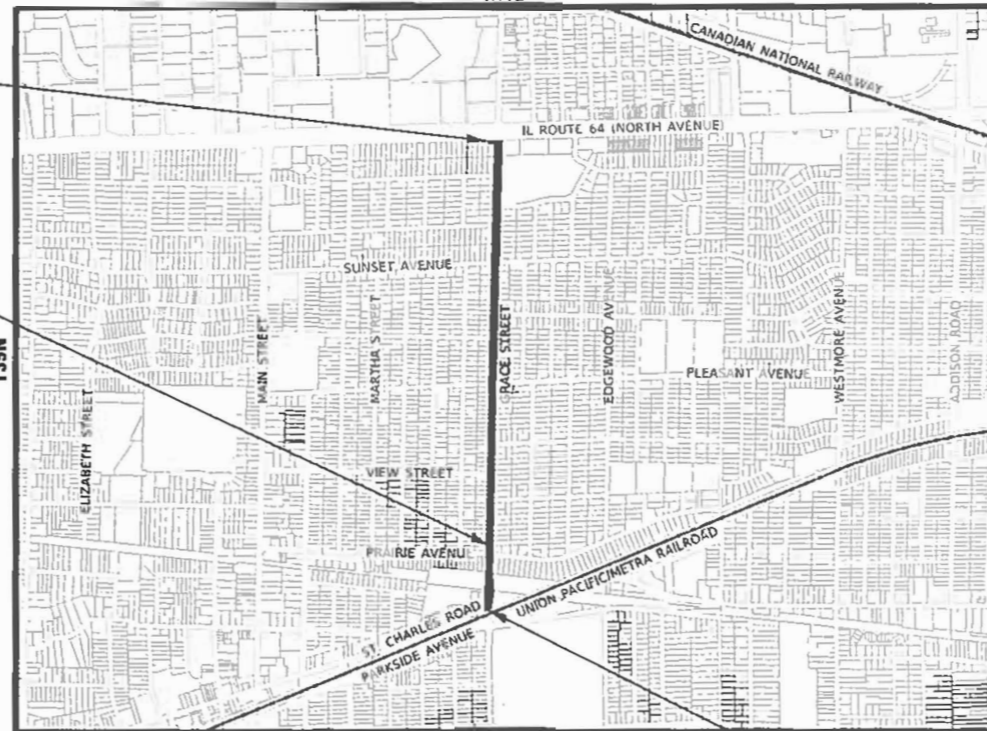 CANADIAN NATIONAL RAILWAY
IL ROUTE 64 (NORTH AVENUE)
SUNSET AVENUE
MAIN STREET
MARTHA STREET
GRACE STREET
EDGEWOOD AVENUE
PLEASANT AVENUE
WESTMORE AVENUE
ADDISON ROAD
ELIZABETH STREET
VIEW STREET
PRAIRIE AVENUE
UNION PACIFIC/METRA RAILROAD
ST. CHARLES ROAD
PARKSIDE AVENUE